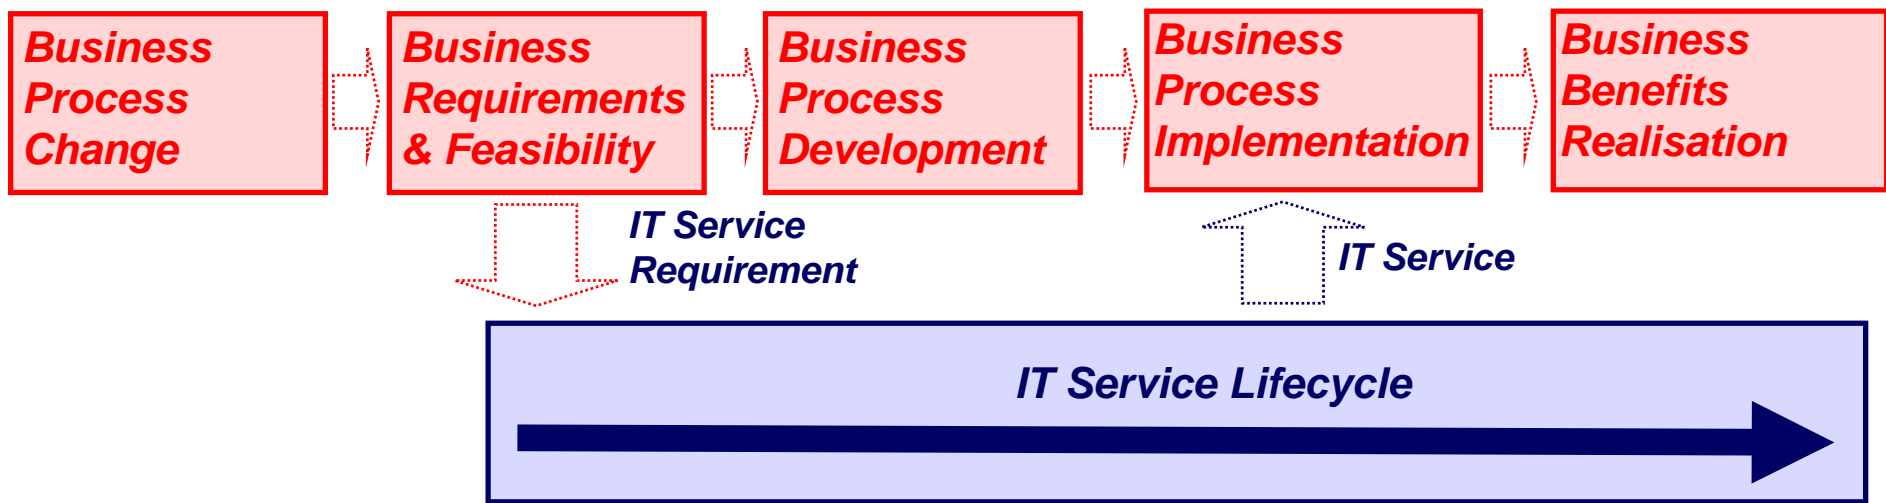 Business
Process
Change
Business
Requirements
& Feasibility
Business
Process
Development
Business
Process
Implementation
Business
Benefits
Realisation
IT Service
Requirement
IT Service
IT Service Lifecycle